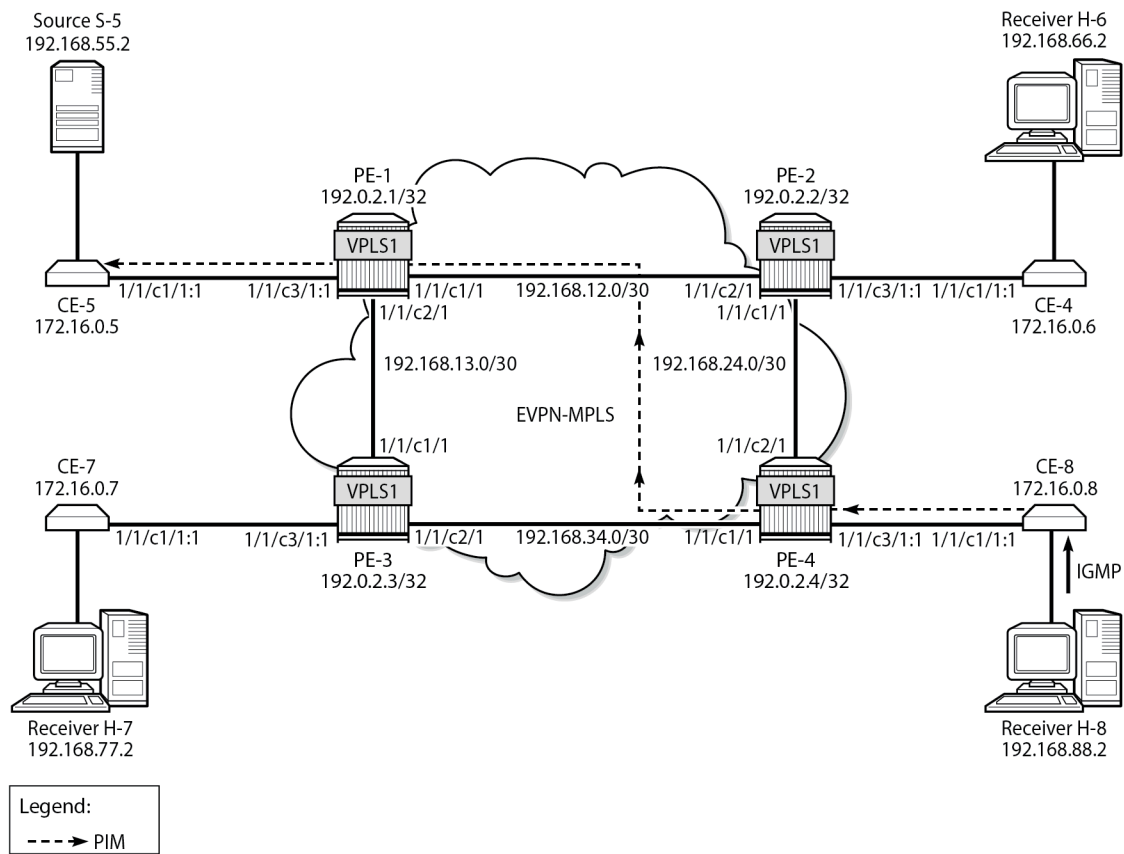 Source S-5
192.168.55.2
Receiver H-6
192.168.66.2
PE-1
192.0.2.1/32
PE-2
192.0.2.2/32
VPLS1
VPLS1
CE-5
172.16.0.5
1/1/c1/1:1
1/1/c3/1:1
1/1/c1/1
192.168.12.0/30
1/1/c2/1
1/1/c3/1:1
1/1/c1/1:1
CE-4
172.16.0.6
1/1/c2/1
1/1/c1/1
192.168.13.0/30
192.168.24.0/30
EVPN-MPLS
1/1/c1/1
1/1/c2/1
CE-7
172.16.0.7
CE-8
172.16.0.8
VPLS1
VPLS1
1/1/c1/1:1
1/1/c3/1:1
1/1/c2/1
192.168.34.0/30
1/1/c1/1
1/1/c3/1:1
1/1/c1/1:1
PE-3
192.0.2.3/32
PE-4
192.0.2.4/32
IGMP
Receiver H-7
192.168.77.2
Receiver H-8
192.168.88.2
Legend:
PIM